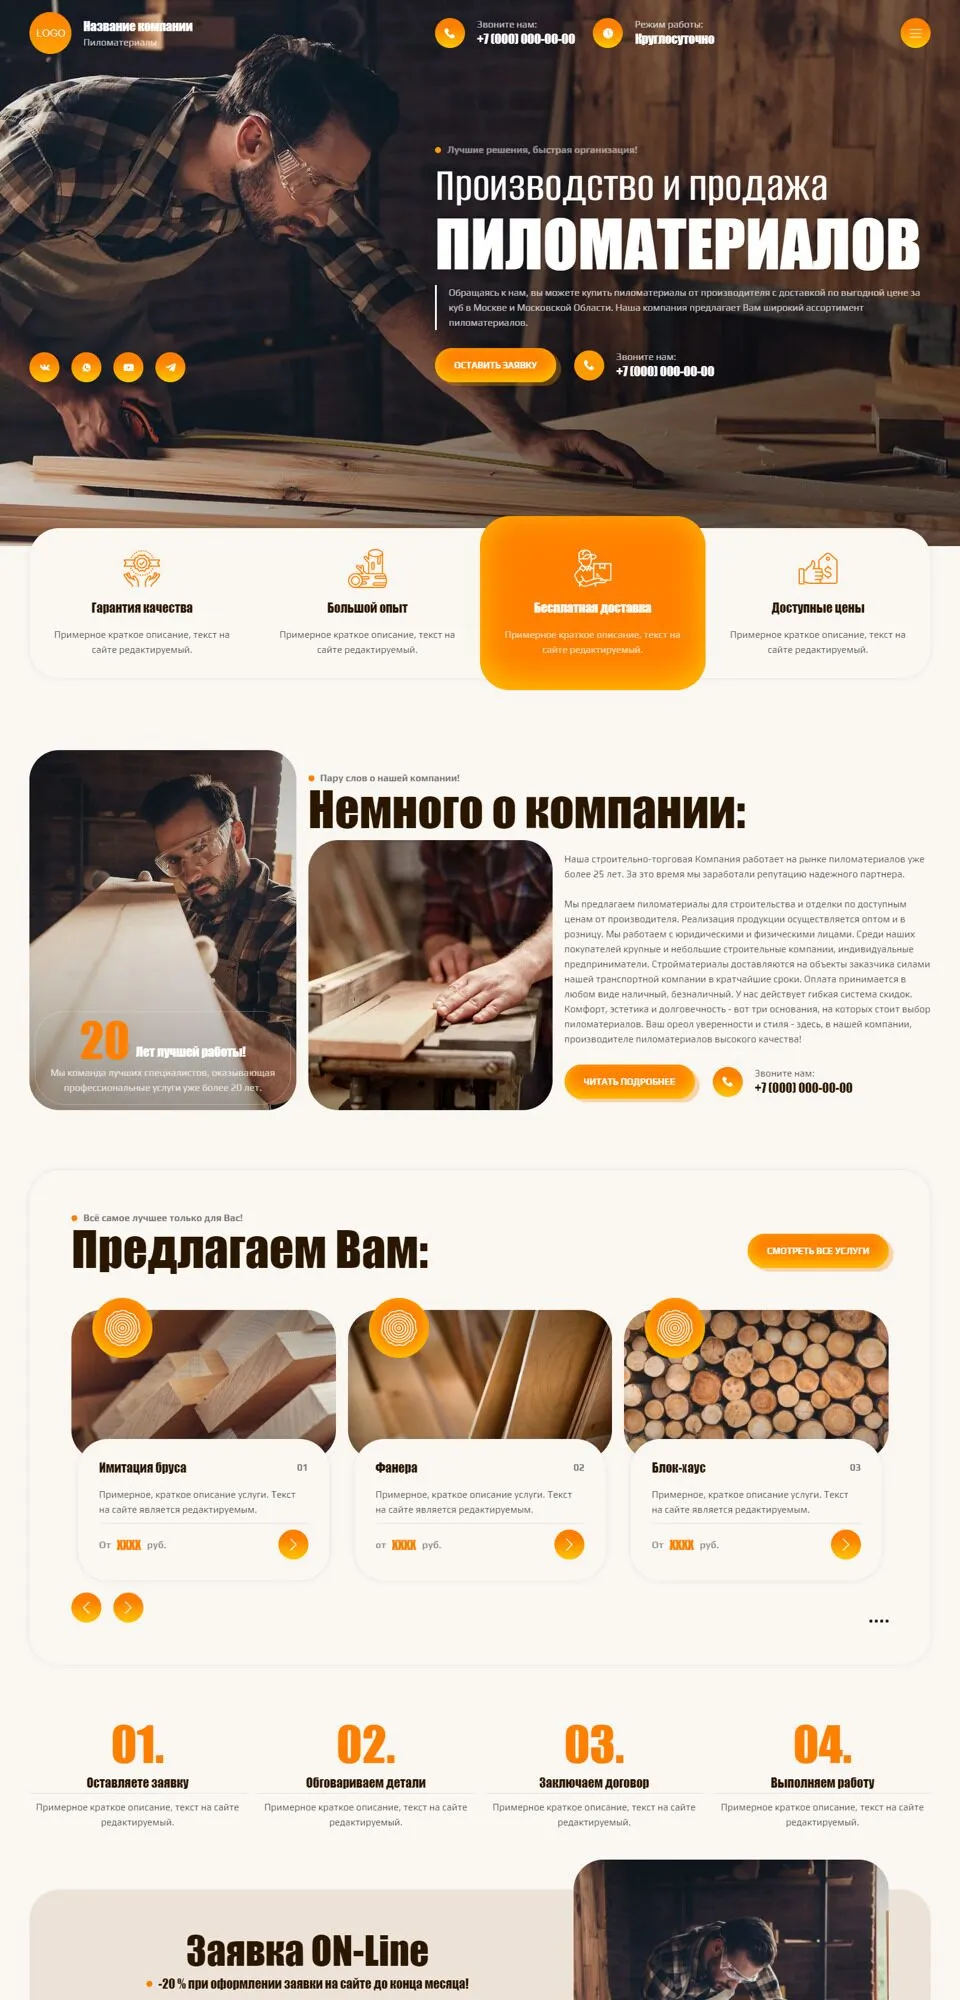 LOGO
Название компании
Пиломатериалы
Звоните нам:
+7 (000) 000-00-00
Режим работы:
Круглосуточно
Лучшие решения, быстрая организация!
Производство и продажа
ПИЛОМАТЕРИАЛОВ
Обращаясь к нам, вы можете купить пиломатериалы от производителя с доставкой по выгодной цене за
куб в Москве и Московской Области. Наша компания предлагает Вам широкий ассортимент
пиломатериалов.
ОСТАВИТЬ ЗАЯВКУ
Звоните нам:
+7 (000) 000-00-00
Гарантия качества
Примерное краткое описание, текст на
сайте редактируемый.
Большой опыт
Примерное краткое описание, текст на
сайте редактируемый.
Бесплатная доставка
Примерное краткое описание, текст на
сайте редактируемый.
Доступные цены
Примерное краткое описание, текст на
сайте редактируемый.
20 Лет лучшей работы!
Мы команда лучших специалистов, оказывающая
профессиональные услуги уже более 20 лет.
Пару слов о нашей компании!
Немного о компании:
Наша строительно-торговая Компания работает на рынке пиломатериалов уже
более 25 лет. За это время мы заработали репутацию надежного партнера.
Мы предлагаем пиломатериалы для строительства и отделки по доступным
ценам от производителя. Реализация продукции осуществляется оптом и в
розницу. Мы работаем с юридическими и физическими лицами. Среди наших
покупателей крупные и небольшие строительные компании, индивидуальные
предприниматели. Стройматериалы доставляются на объекты заказчика силами
нашей транспортной компании в кратчайшие сроки. Оплата принимается в
любом виде наличный, безналичный. У нас действует гибкая система скидок.
Комфорт, эстетика и долговечность - вот три основания, на которых стоит выбор
пиломатериалов. Ваш ореол уверенности и стиля - здесь, в нашей компании,
производителе пиломатериалов высокого качества!
ЧИТАТЬ ПОДРОБНЕЕ
Звоните нам:
+7 (000) 000-00-00
Всё самое лучшее только для Вас!
Предлагаем Вам:
СМОТРЕТЬ ВСЕ УСЛУГИ
Имитация бруса 01
Примерное, краткое описание услуги. Текст
на сайте является редактируемым.
От XXXX руб.
Фанера 02
Примерное, краткое описание услуги. Текст
на сайте является редактируемым.
от XXXX руб.
Блок-хаус 03
Примерное, краткое описание услуги. Текст
на сайте является редактируемым.
От XXXX руб.
01.
Оставляете заявку
Примерное краткое описание, текст на сайте
редактируемый.
02.
Обговариваем детали
Примерное краткое описание, текст на сайте
редактируемый.
03.
Заключаем договор
Примерное краткое описание, текст на сайте
редактируемый.
04.
Выполняем работу
Примерное краткое описание, текст на сайте
редактируемый.
Заявка ON-Line
-20 % при оформлении заявки на сайте до конца месяца!